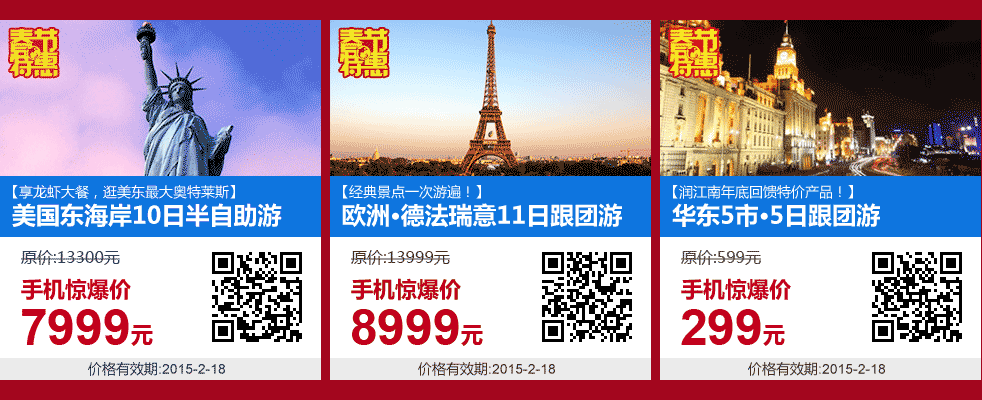 春节特惠
【享龙虾大餐，逛美东最大奥特莱斯】
美国东海岸10日半自助游
原价:13300元
手机惊爆价
7999元
价格有效期:2015-2-18
春节特惠
【经典景点一次游遍！】
欧洲·德法瑞意11日跟团游
原价:13999元
手机惊爆价
8999元
价格有效期:2015-2-18
春节特惠
【润江南年底回馈特价产品！】
华东5市·5日跟团游
原价:599元
手机惊爆价
299元
价格有效期:2015-2-18